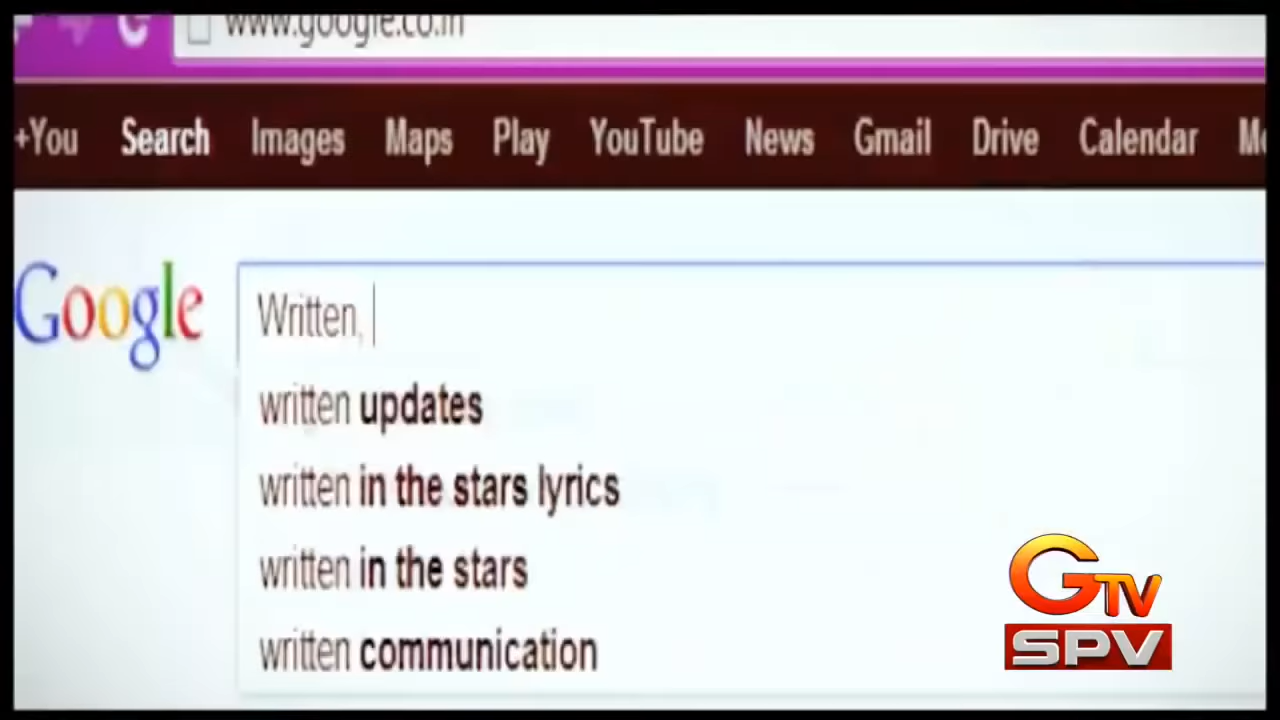 www.google.co.in
+You Search Images Maps Play YouTube News Gmail Drive Calendar
Google
Written,
written updates
written in the stars lyrics
written in the stars
written communication
GTV
SPV